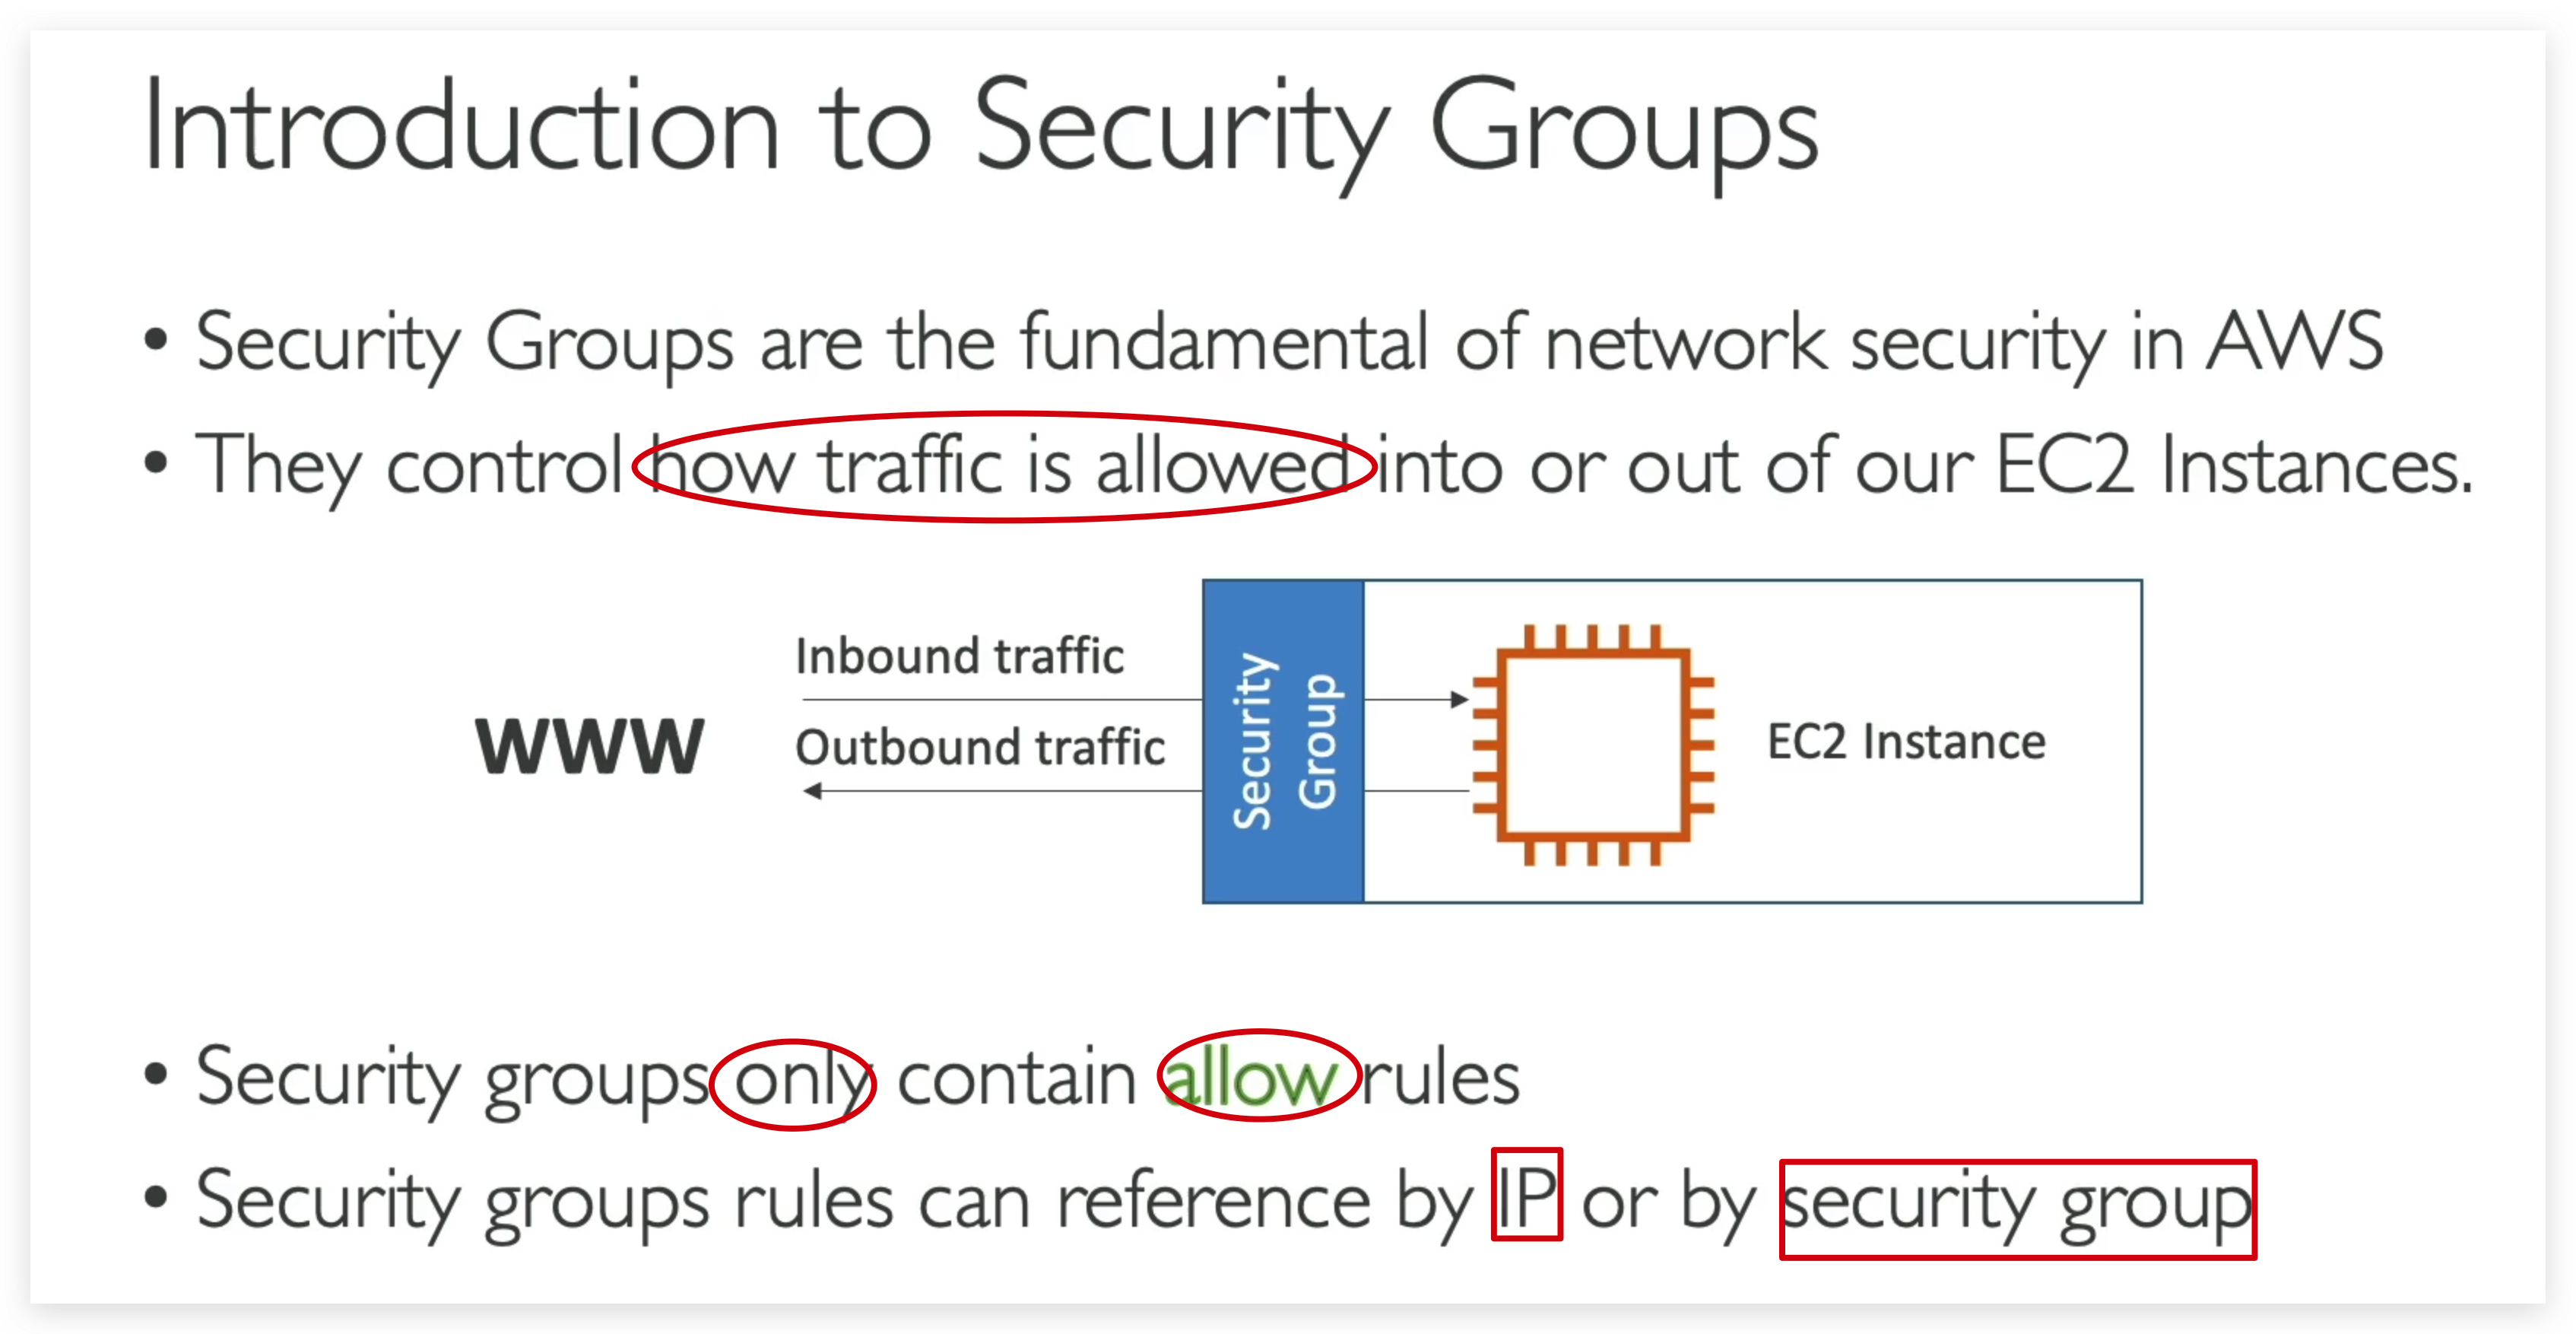 Introduction to Security Groups
• Security Groups are the fundamental of network security in AWS
• They control how traffic is allowed into or out of our EC2 Instances.
WWW
Inbound traffic
Outbound traffic
Security
Group
EC2 Instance
• Security groups only contain allow rules
• Security groups rules can reference by IP or by security group